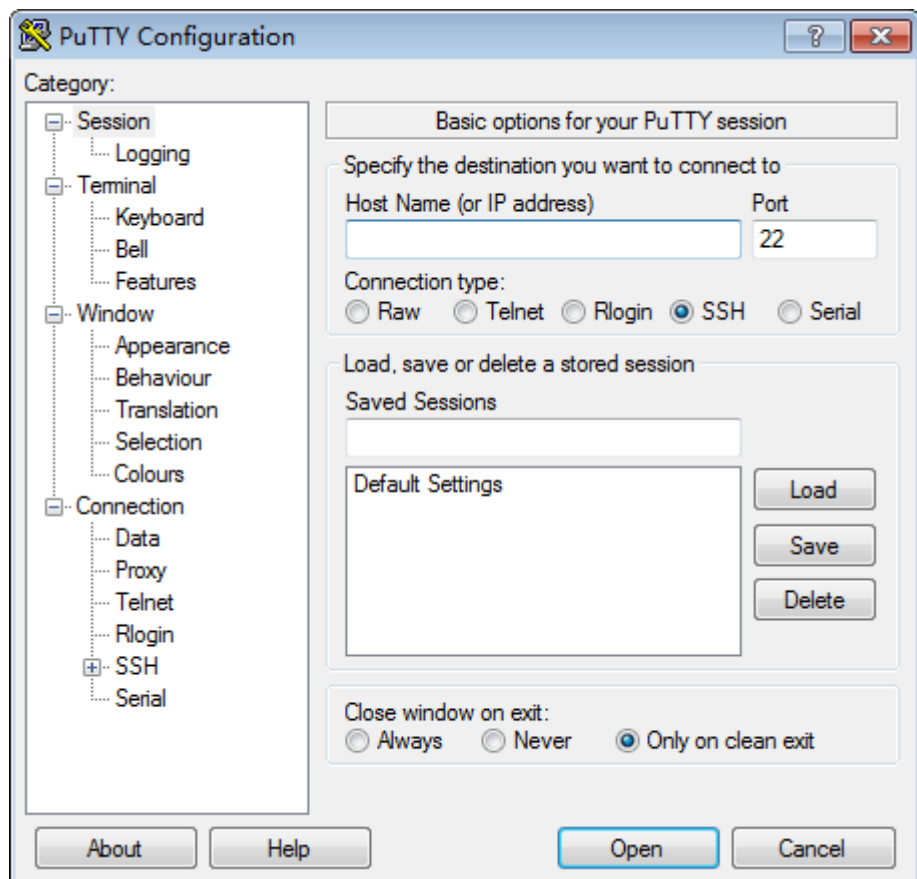 PuTTY Configuration
Category:
Session
Logging
Terminal
Keyboard
Bell
Features
Window
Appearance
Behaviour
Translation
Selection
Colours
Connection
Data
Proxy
Telnet
Rlogin
SSH
Serial
Basic options for your PuTTY session
Specify the destination you want to connect to
Host Name (or IP address) Port
22
Connection type:
Raw Telnet Rlogin SSH Serial
Load, save or delete a stored session
Saved Sessions
Default Settings
Load
Save
Delete
Close window on exit:
Always Never Only on clean exit
About Help Open Cancel